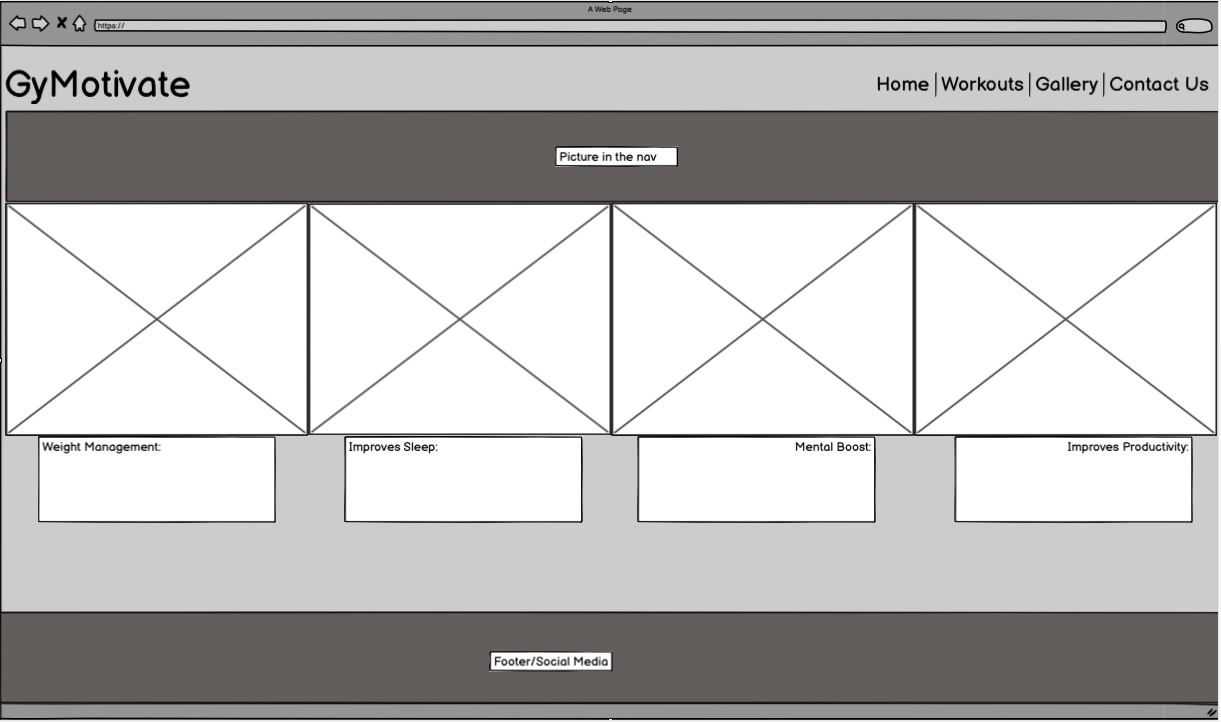 A Web Page
https://
GyMotivate
Home Workouts Gallery Contact Us
Picture in the nav
Weight Management: Improves Sleep: Mental Boost: Improves Productivity:
Footer/Social Media